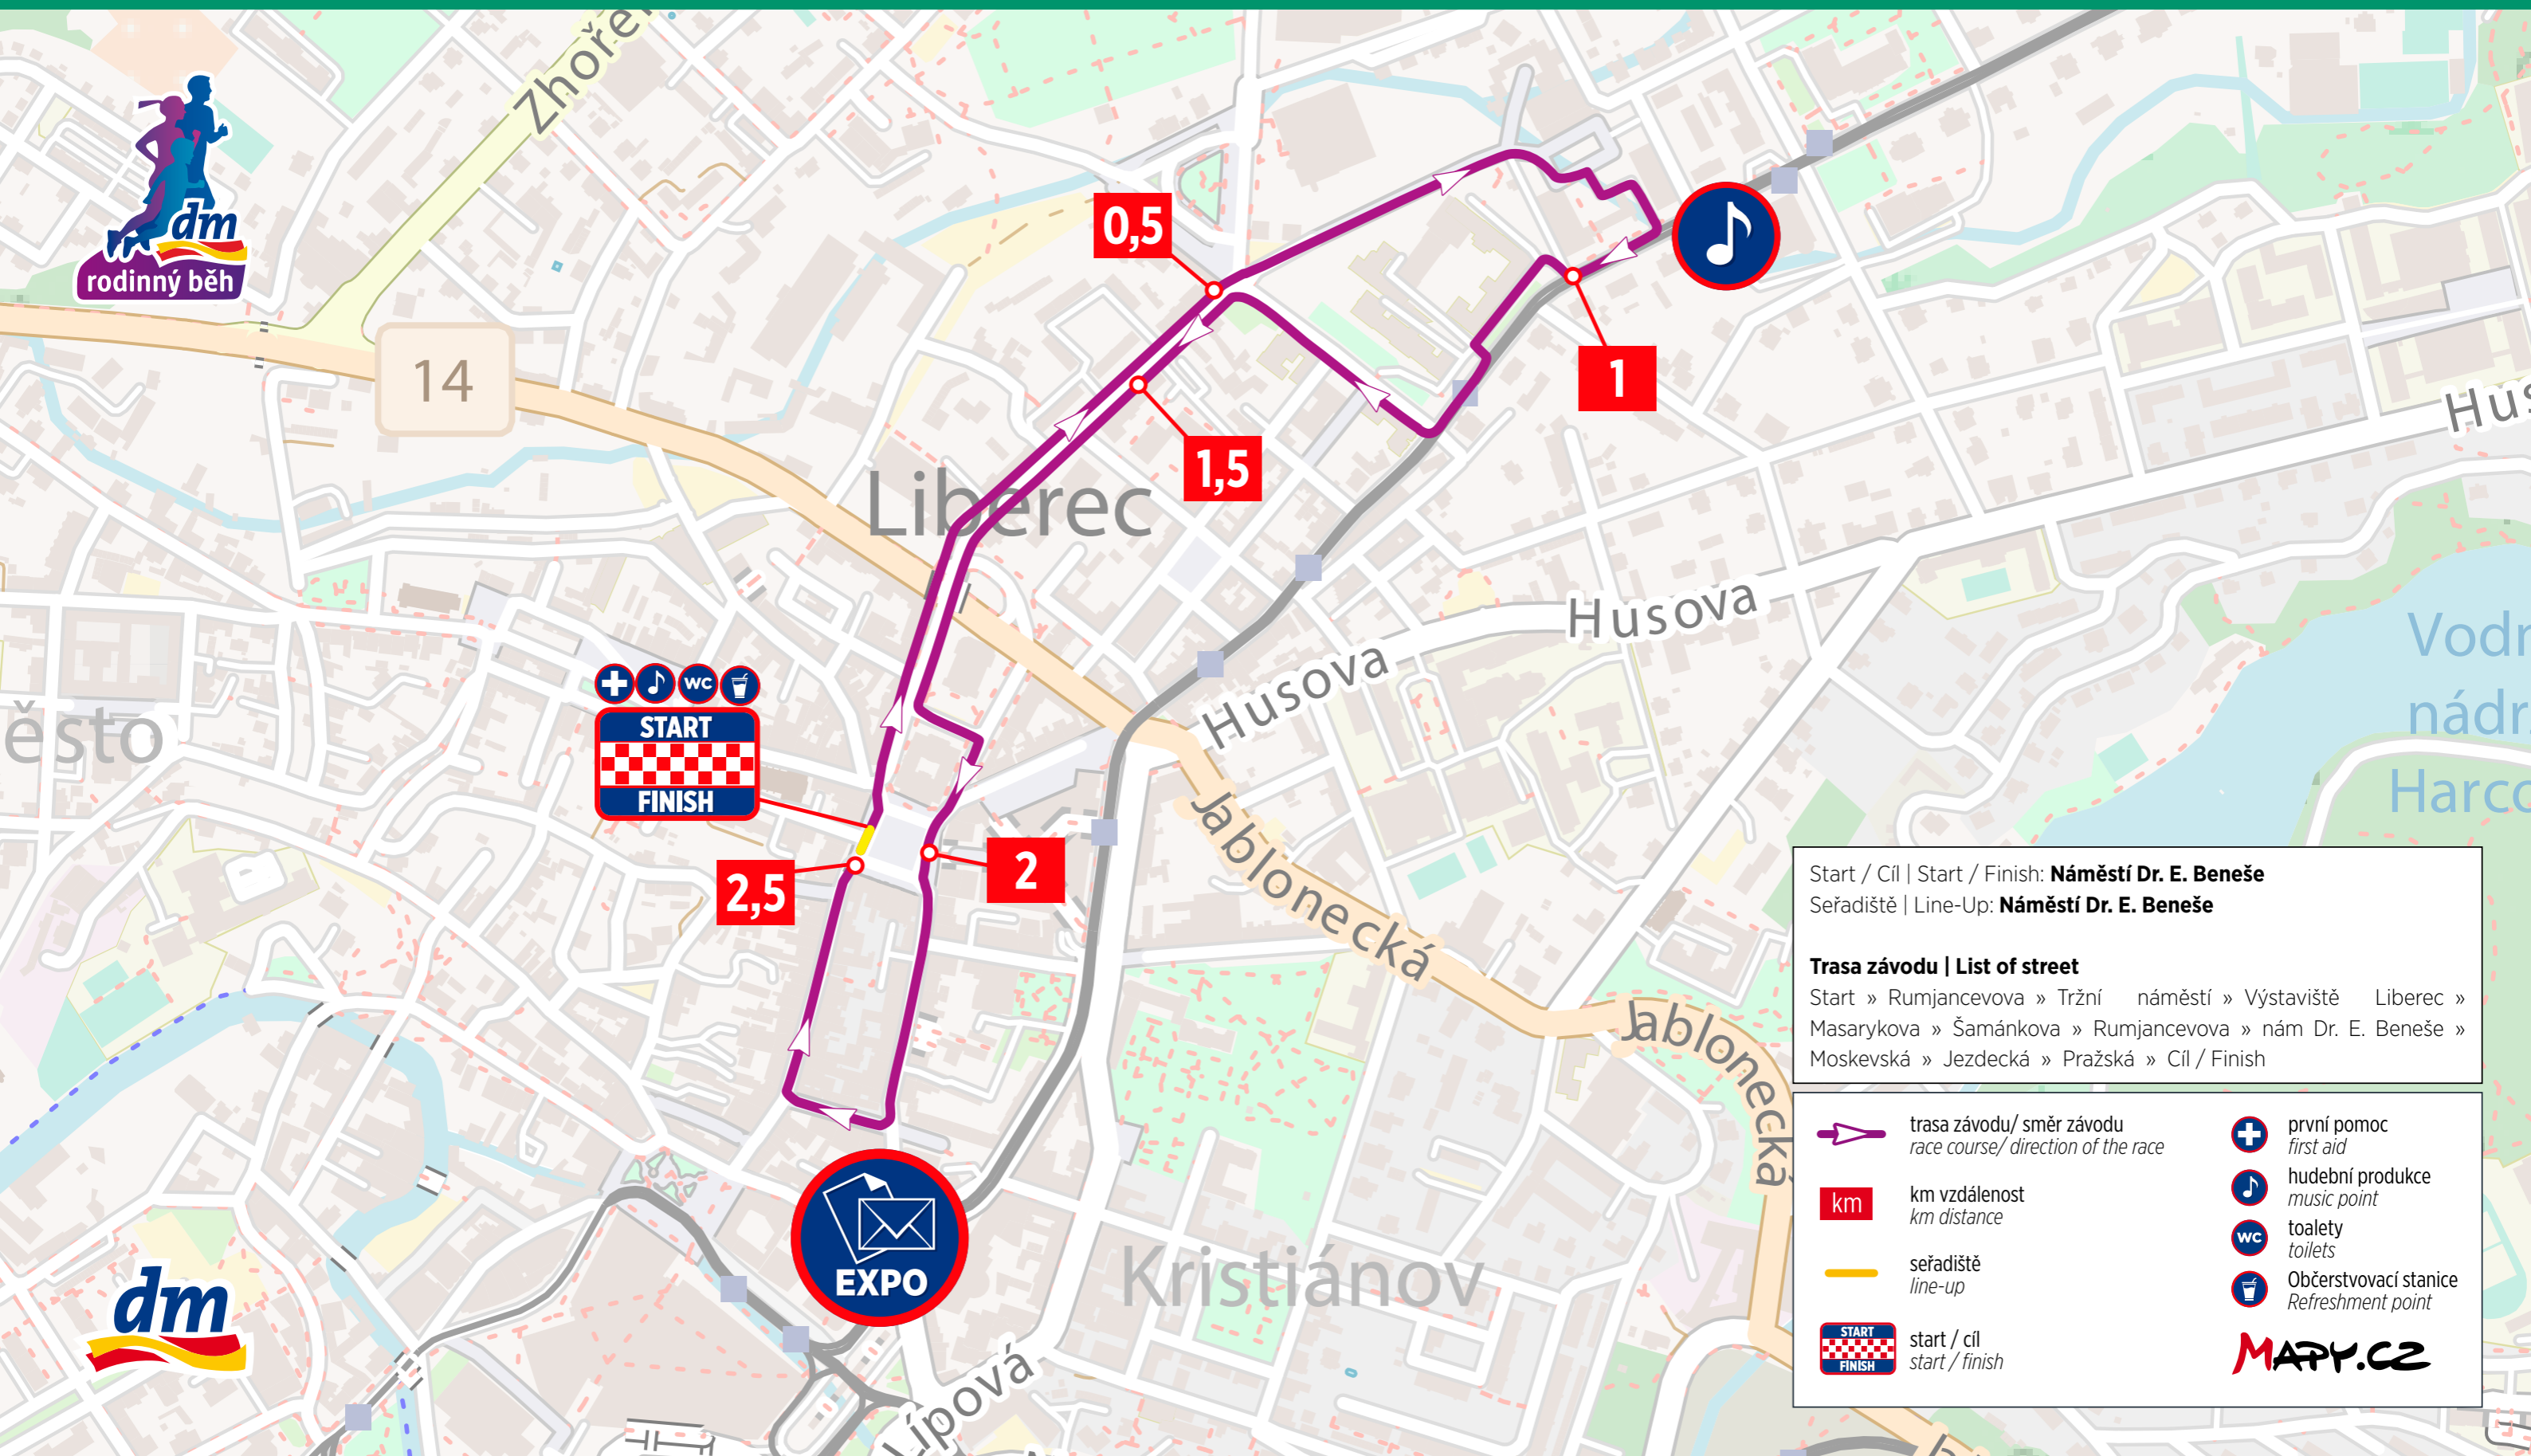 Zhoře
dm
rodinný běh
14
0,5
1
1,5
Liberec
Hus
Husova
Husova
Vodn
nádr
Harco
ěsto
WC
START
FINISH
2,5
2
Jablonecká
Jablonecká
Start / Cíl | Start / Finish: Náměstí Dr. E. Beneše
Seřadiště | Line-Up: Náměstí Dr. E. Beneše
Trasa závodu | List of street
Start » Rumjancevova » Tržní náměstí » Výstaviště Liberec »
Masarykova » Šamánkova » Rumjancevova » nám Dr. E. Beneše »
Moskevská » Jezdecká » Pražská » Cíl / Finish
trasa závodu/ směr závodu
race course/ direction of the race
km
km vzdálenost
km distance
seřadiště
line-up
START
FINISH
start / cíl
start / finish
první pomoc
first aid
hudební produkce
music point
WC
toalety
toilets
Občerstvovací stanice
Refreshment point
MAPY.CZ
EXPO
Kristiánov
Lípová
dm